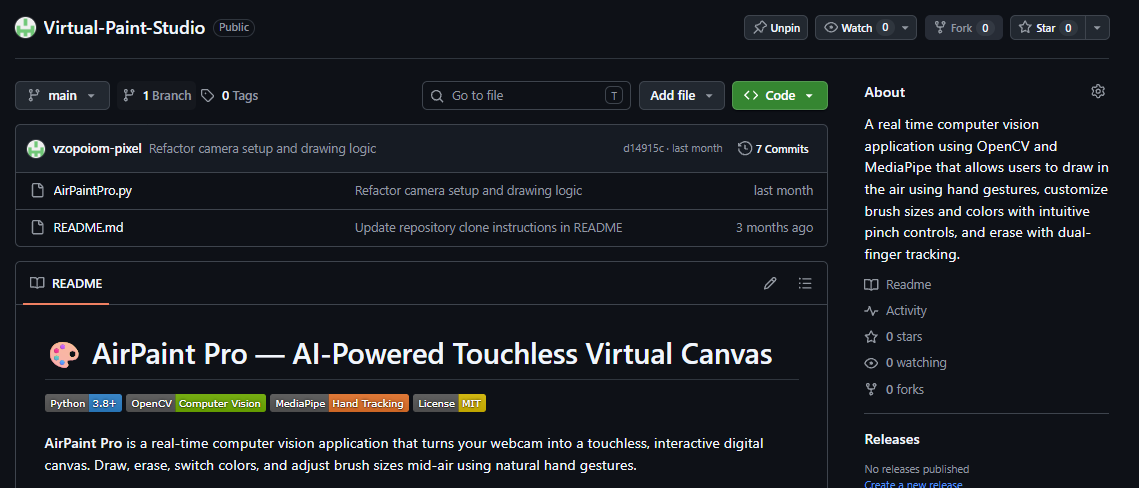 Virtual-Paint-Studio Public
Unpin Watch 0 Fork 0 Star 0
main 1 Branch 0 Tags Go to file T Add file Code
vzopoiom-pixel Refactor camera setup and drawing logic d14915c · last month 7 Commits
AirPaintPro.py Refactor camera setup and drawing logic last month
README.md Update repository clone instructions in README 3 months ago
README
AirPaint Pro — AI-Powered Touchless Virtual Canvas
Python 3.8+ OpenCV Computer Vision MediaPipe Hand Tracking License MIT
AirPaint Pro is a real-time computer vision application that turns your webcam into a touchless, interactive digital
canvas. Draw, erase, switch colors, and adjust brush sizes mid-air using natural hand gestures.
About
A real time computer vision
application using OpenCV and
MediaPipe that allows users to draw in
the air using hand gestures, customize
brush sizes and colors with intuitive
pinch controls, and erase with dual-
finger tracking.
Readme
Activity
0 stars
0 watching
0 forks
Releases
No releases published
Create a new release